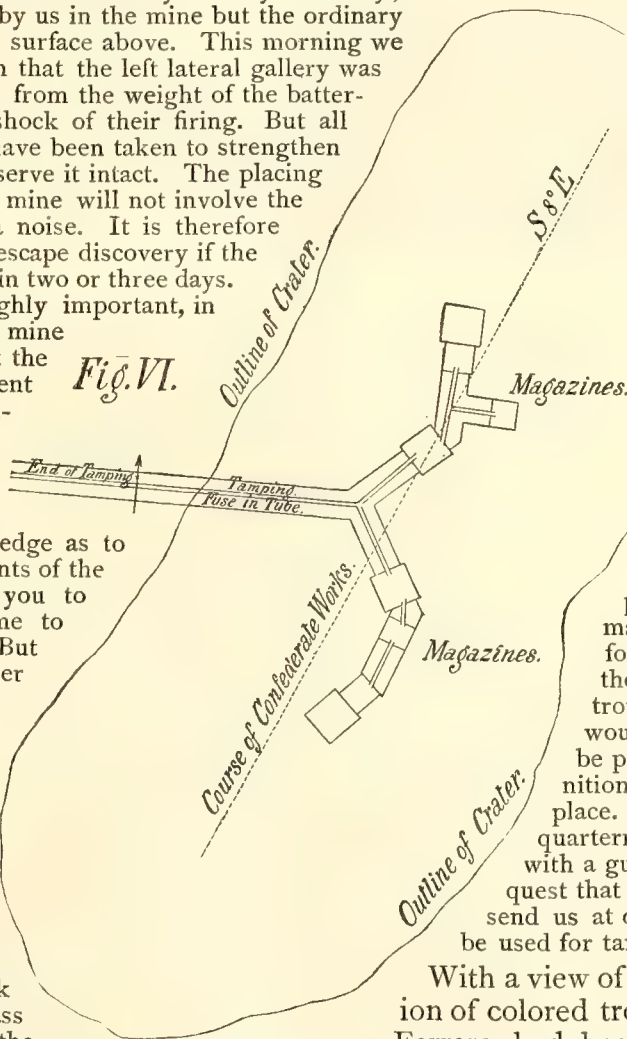 by us in the mine but the ordinary
surface above. This morning we
n that the left lateral gallery was
from the weight of the batter-
shock of their firing. But all
have been taken to strengthen
serve it intact. The placing
mine will not involve the
noise. It is therefore
escape discovery if the
in two or three days.
ghly important, in
mine
the
ent
-
edge as to
nts of the
you to
me to
But
er
k
ss
Fig. VI.
Outline of Crater.
S 8° E
Magazines.
End of Tamping
Tamping.
Fuse in Tube.
Course of Confederate Works.
Magazines.
Outline of Crater.
ma
fo
the
tro
wou
be p
nition
place.
quarterm
with a gu
quest that
send us at o
be used for ta
With a view of
ion of colored tro